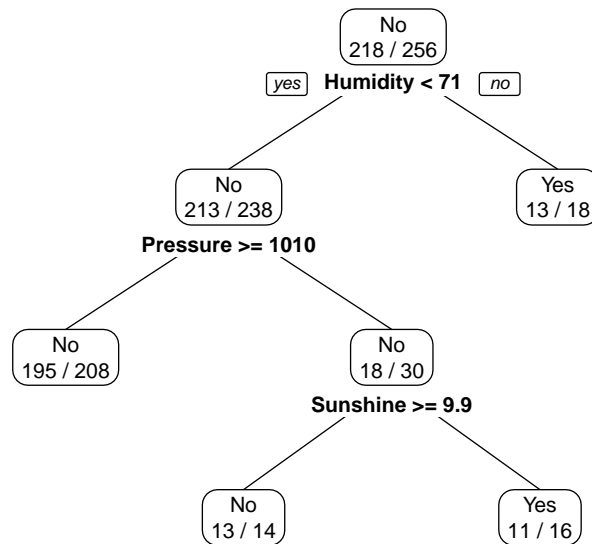 No
218 / 256
yes Humidity < 71 no
No
213 / 238
Yes
13 / 18
Pressure >= 1010
No
195 / 208
No
18 / 30
Sunshine >= 9.9
No
13 / 14
Yes
11 / 16